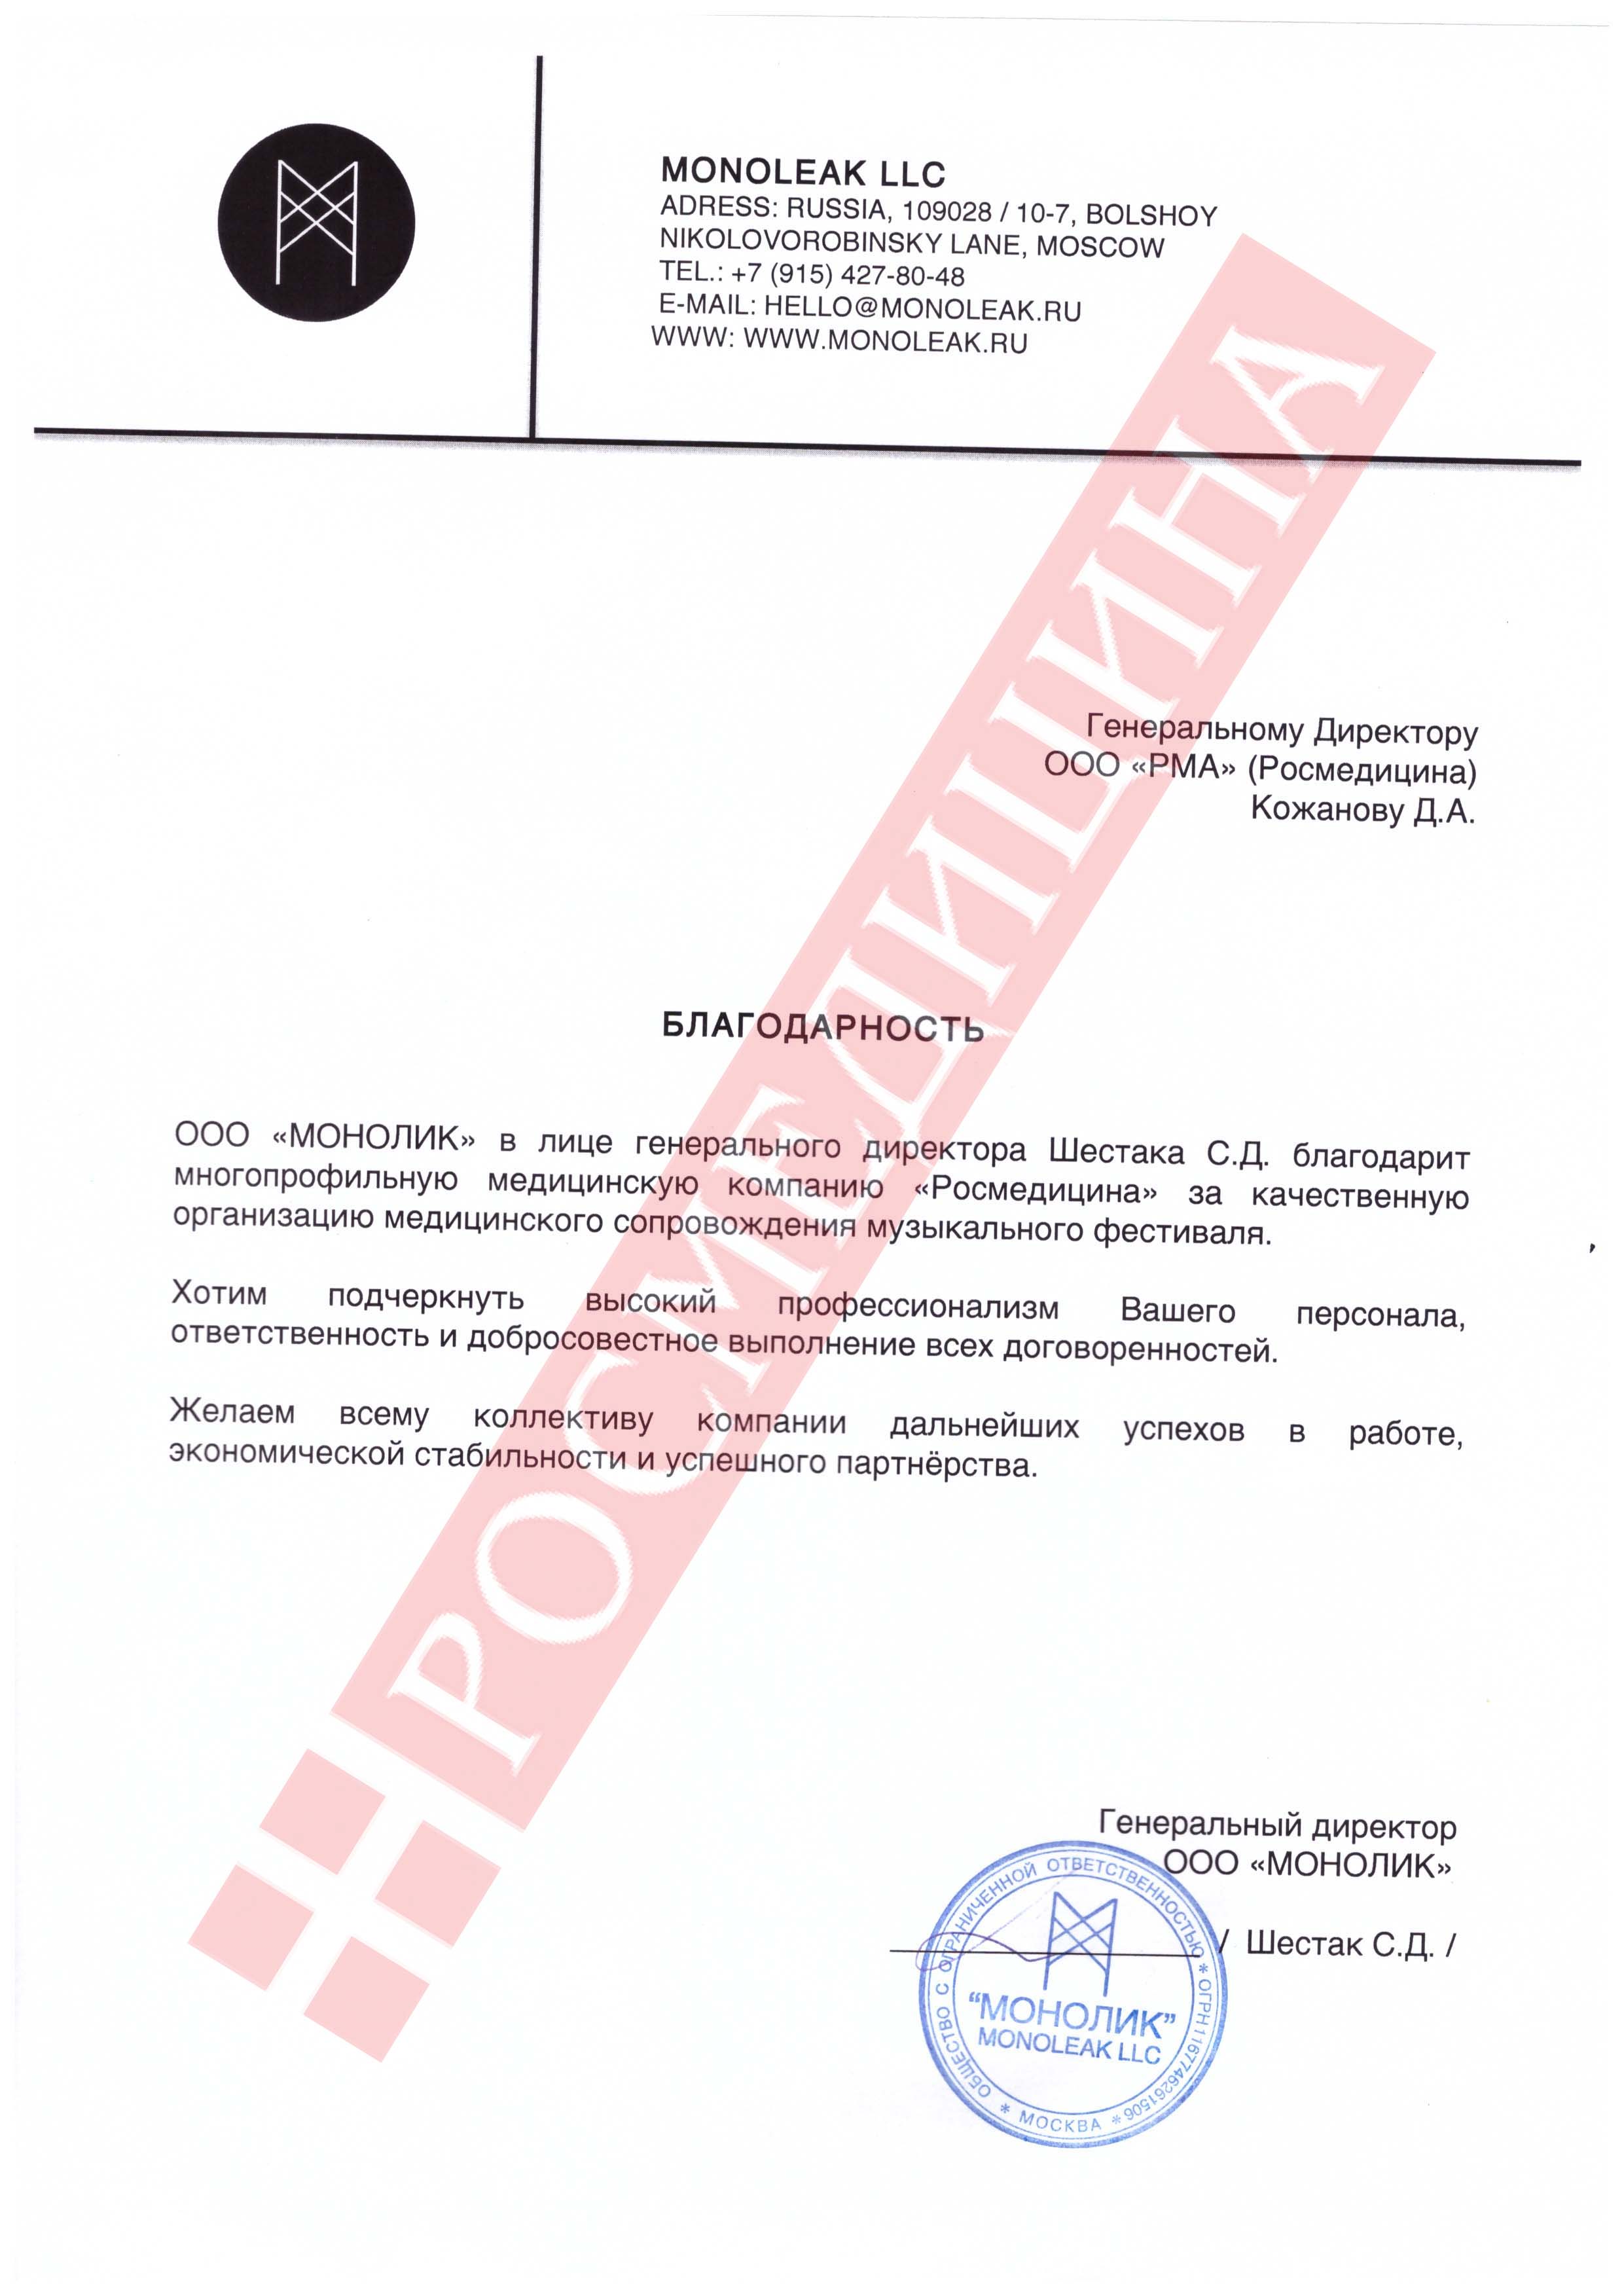 MONOLEAK LLC
ADRESS: RUSSIA, 109028 / 10-7, BOLSHOY
NIKOLOVOROBINSKY LANE, MOSCOW
TEL.: +7 (915) 427-80-48
E-MAIL: HELLO@MONOLEAK.RU
WWW: WWW.MONOLEAK.RU
Генеральному Директору
ООО «РМА» (Росмедицина)
Кожанову Д.А.
БЛАГОДАРНОСТЬ
ООО «МОНОЛИК» в лице генерального директора Шестака С.Д. благодарит
многопрофильную медицинскую компанию «Росмедицина» за качественную
организацию медицинского сопровождения музыкального фестиваля.
Хотим подчеркнуть высокий профессионализм Вашего персонала,
ответственность и добросовестное выполнение всех договоренностей.
Желаем всему коллективу компании дальнейших успехов в работе,
экономической стабильности и успешного партнёрства.
РОСМЕДИЦИНА
Генеральный директор
ООО «МОНОЛИК»
/ Шестак С.Д. /
ОБЩЕСТВО С ОГРАНИЧЕННОЙ ОТВЕТСТВЕННОСТЬЮ * ОГРН 1167746261506 * МОСКВА *
“МОНОЛИК”
MONOLEAK LLC